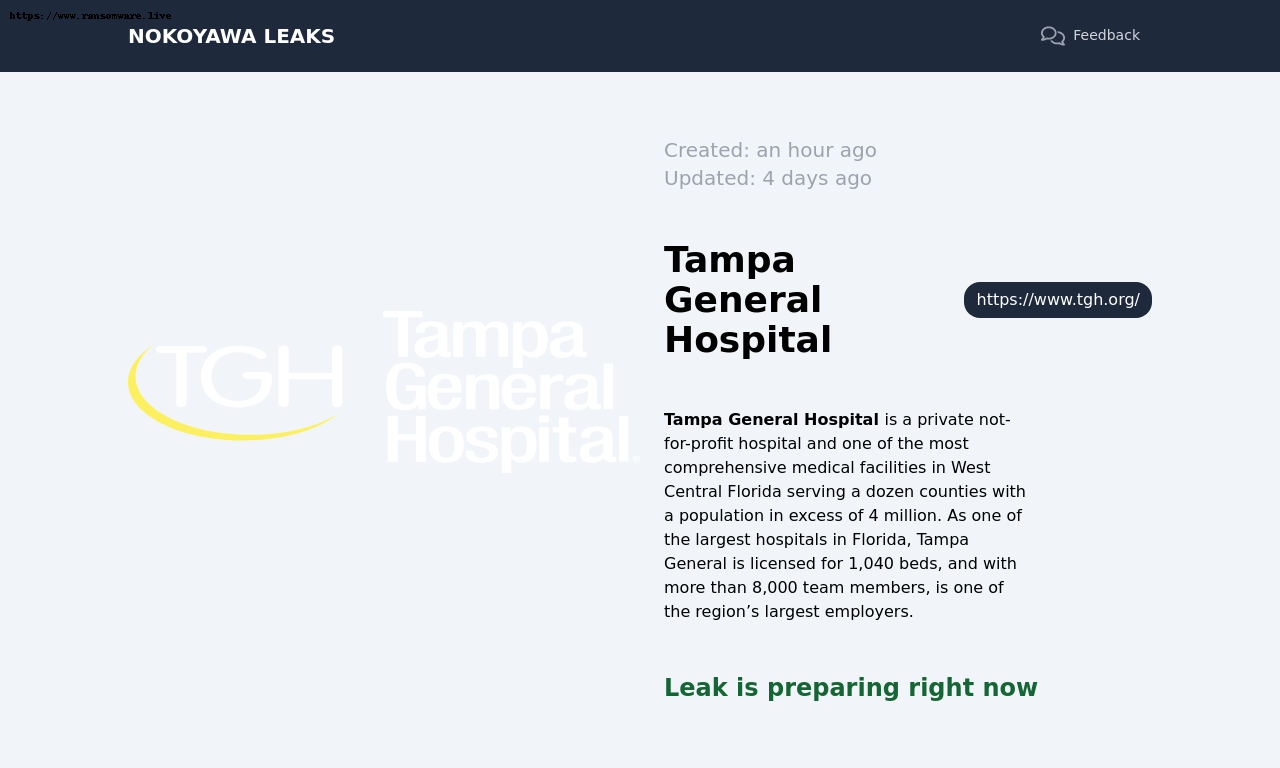 https://www.ransomware.live
NOKOYAWA LEAKS
Feedback
Created: an hour ago
Updated: 4 days ago
Tampa
General
Hospital
https://www.tgh.org/
TGH
Tampa
General
Hospital
Tampa General Hospital is a private not-
for-profit hospital and one of the most
comprehensive medical facilities in West
Central Florida serving a dozen counties with
a population in excess of 4 million. As one of
the largest hospitals in Florida, Tampa
General is licensed for 1,040 beds, and with
more than 8,000 team members, is one of
the region’s largest employers.
Leak is preparing right now